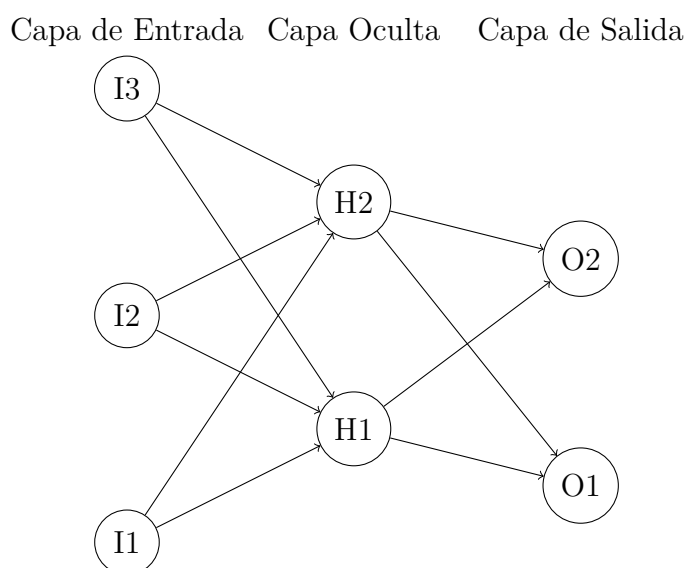 Capa de Entrada Capa Oculta Capa de Salida
I3
H2
O2
I2
H1
O1
I1